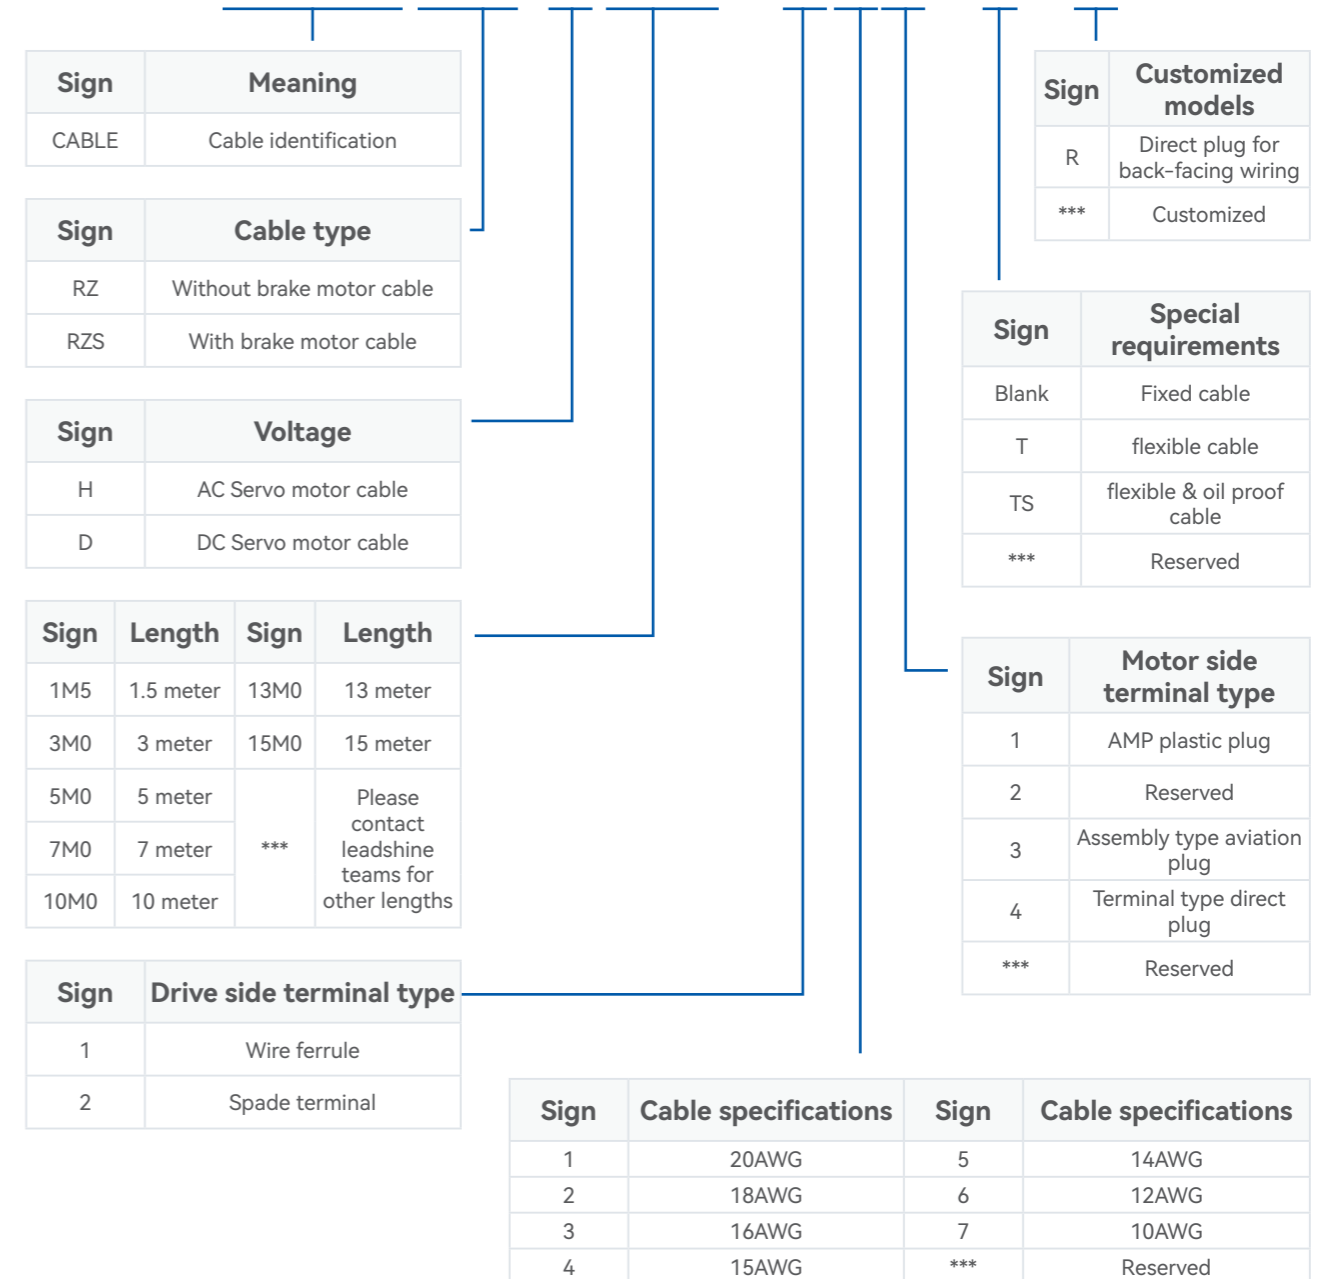 Sign Meaning
CABLE Cable identification
Sign Cable type
RZ Without brake motor cable
RZS With brake motor cable
Sign Voltage
H AC Servo motor cable
D DC Servo motor cable
Sign Length Sign Length
1M5 1.5 meter 13M0 13 meter
3M0 3 meter 15M0 15 meter
5M0 5 meter
7M0 7 meter
10M0 10 meter
***
Please
contact
leadshine
teams for
other lengths
Sign Drive side terminal type
1 Wire ferrule
2 Spade terminal
Sign
Customized
models
R
Direct plug for
back-facing wiring
*** Customized
Sign
Special
requirements
Blank Fixed cable
T flexible cable
TS
flexible & oil proof
cable
*** Reserved
Sign
Motor side
terminal type
1 AMP plastic plug
2 Reserved
3
Assembly type aviation
plug
4
Terminal type direct
plug
*** Reserved
Sign Cable specifications Sign Cable specifications
1 20AWG 5 14AWG
2 18AWG 6 12AWG
3 16AWG 7 10AWG
4 15AWG *** Reserved